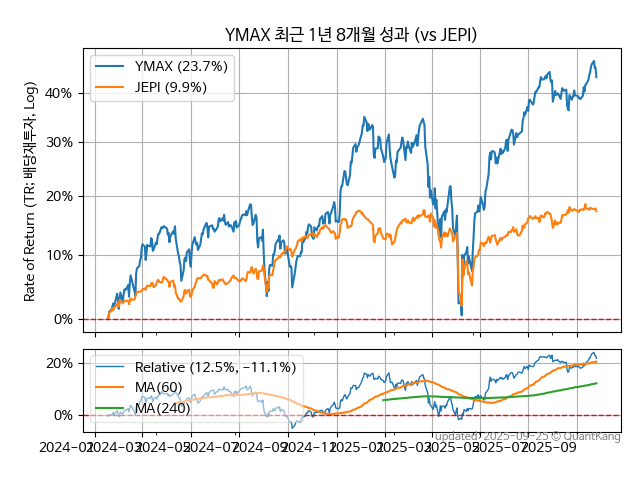 YMAX 최근 1년 8개월 성과 (vs JEPI)
YMAX (23.7%)
JEPI (9.9%)
40%
30%
20%
10%
0%
Rate of Return (TR: 배당재투자, Log)
Relative (12.5%, −11.1%)
MA(60)
MA(240)
20%
0%
2024-01
2024-03
2024-05
2024-07
2024-09
2024-11
2025-01
2025-03
2025-05
2025-07
2025-09
updated: 2025-09-25 © QuantKang